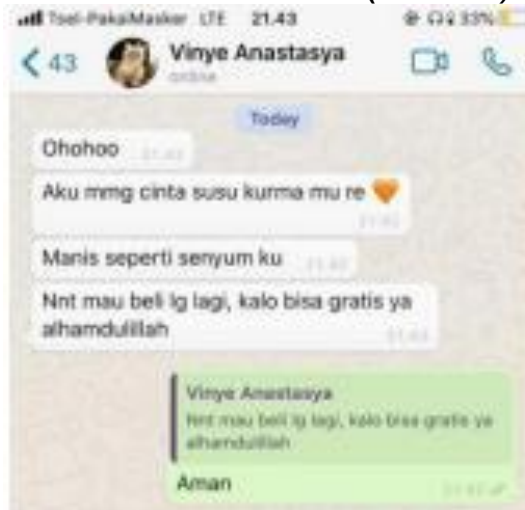 Tsel-PakaiMasker LTE 21.43 33%
43 Vinye Anastasya
online
Today
Ohohoo
Aku mmg cinta susu kurma mu re 🧡
Manis seperti senyum ku
Nnt mau beli lg lagi, kalo bisa gratis ya
alhamdulillah
Vinye Anastasya
Nnt mau beli lg lagi, kalo bisa gratis ya
alhamdulillah
Aman